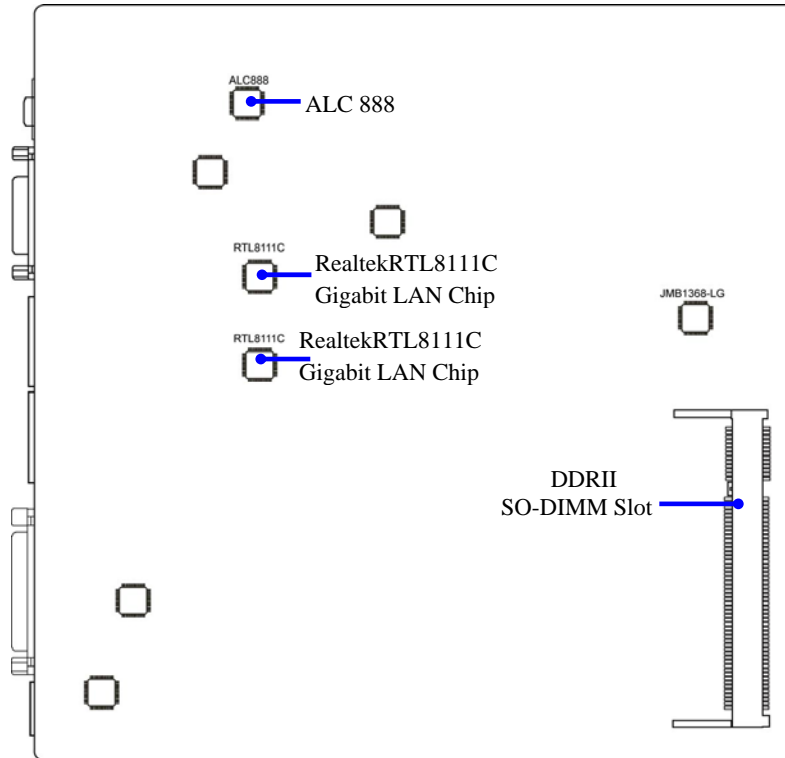 ALC888
ALC 888
RTL8111C
RealtekRTL8111C
Gigabit LAN Chip
JMB1368-LG
RTL8111C
RealtekRTL8111C
Gigabit LAN Chip
DDRII
SO-DIMM Slot